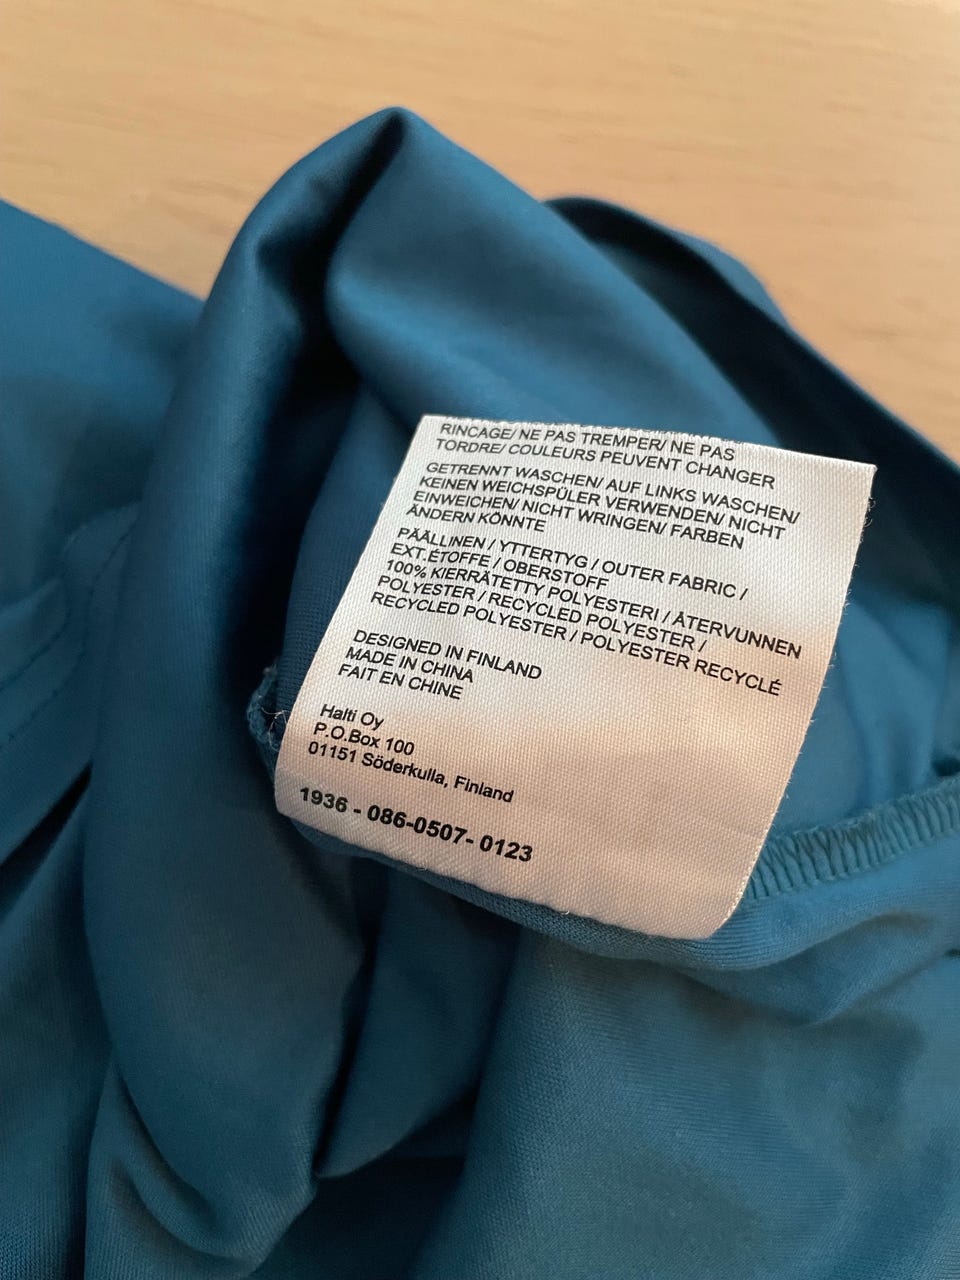 RINCAGE/ NE PAS TREMPER/ NE PAS
TORDRE/ COULEURS PEUVENT CHANGER
GETRENNT WASCHEN/ AUF LINKS WASCHEN/
KEINEN WEICHSPÜLER VERWENDEN/ NICHT
EINWEICHEN/ NICHT WRINGEN/ FARBEN
ÄNDERN KÖNNTE
PÄÄLLINEN / YTTERTYG / OUTER FABRIC /
EXT.ÉTOFFE / OBERSTOFF
100% KIERRÄTETTY POLYESTERI / ÅTERVUNNEN
POLYESTER / RECYCLED POLYESTER /
RECYCLED POLYESTER / POLYESTER RECYCLÉ
DESIGNED IN FINLAND
MADE IN CHINA
FAIT EN CHINE
Halti Oy
P.O.Box 100
01151 Söderkulla, Finland
1936 - 086-0507- 0123